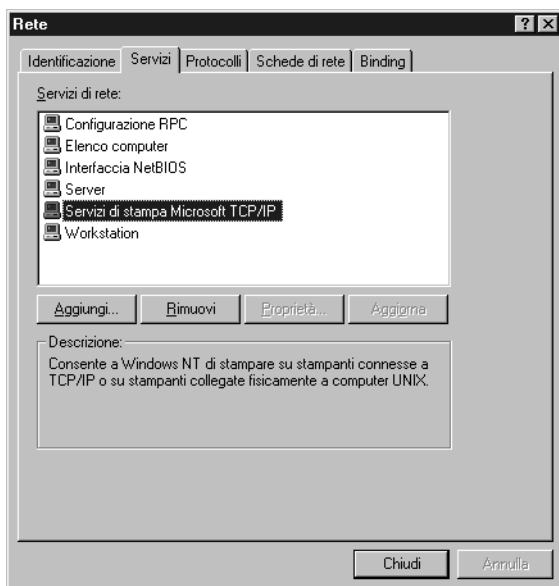 Rete
Identificazione Servizi Protocolli Schede di rete Binding
Servizi di rete:
Configurazione RPC
Elenco computer
Interfaccia NetBIOS
Server
Servizi di stampa Microsoft TCP/IP
Workstation
Aggiungi... Rimuovi Proprietà... Aggiorna
Descrizione:
Consente a Windows NT di stampare su stampanti connesse a
TCP/IP o su stampanti collegate fisicamente a computer UNIX.
Chiudi Annulla